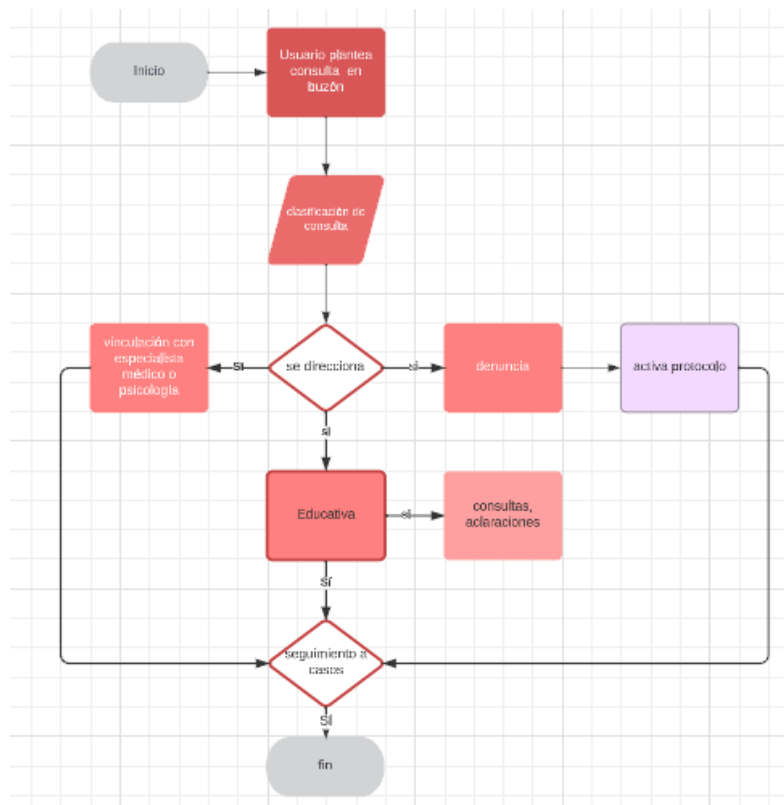 Inicio
Usuario plantea
consulta en
buzón
clasificación de
consulta
vinculación con
especialista
médico o
psicología
SI
se direcciona
si
denuncia
activa protocolo
si
Educativa
si
consultas,
aclaraciones
Sí
seguimiento a
casos
SÍ
fin